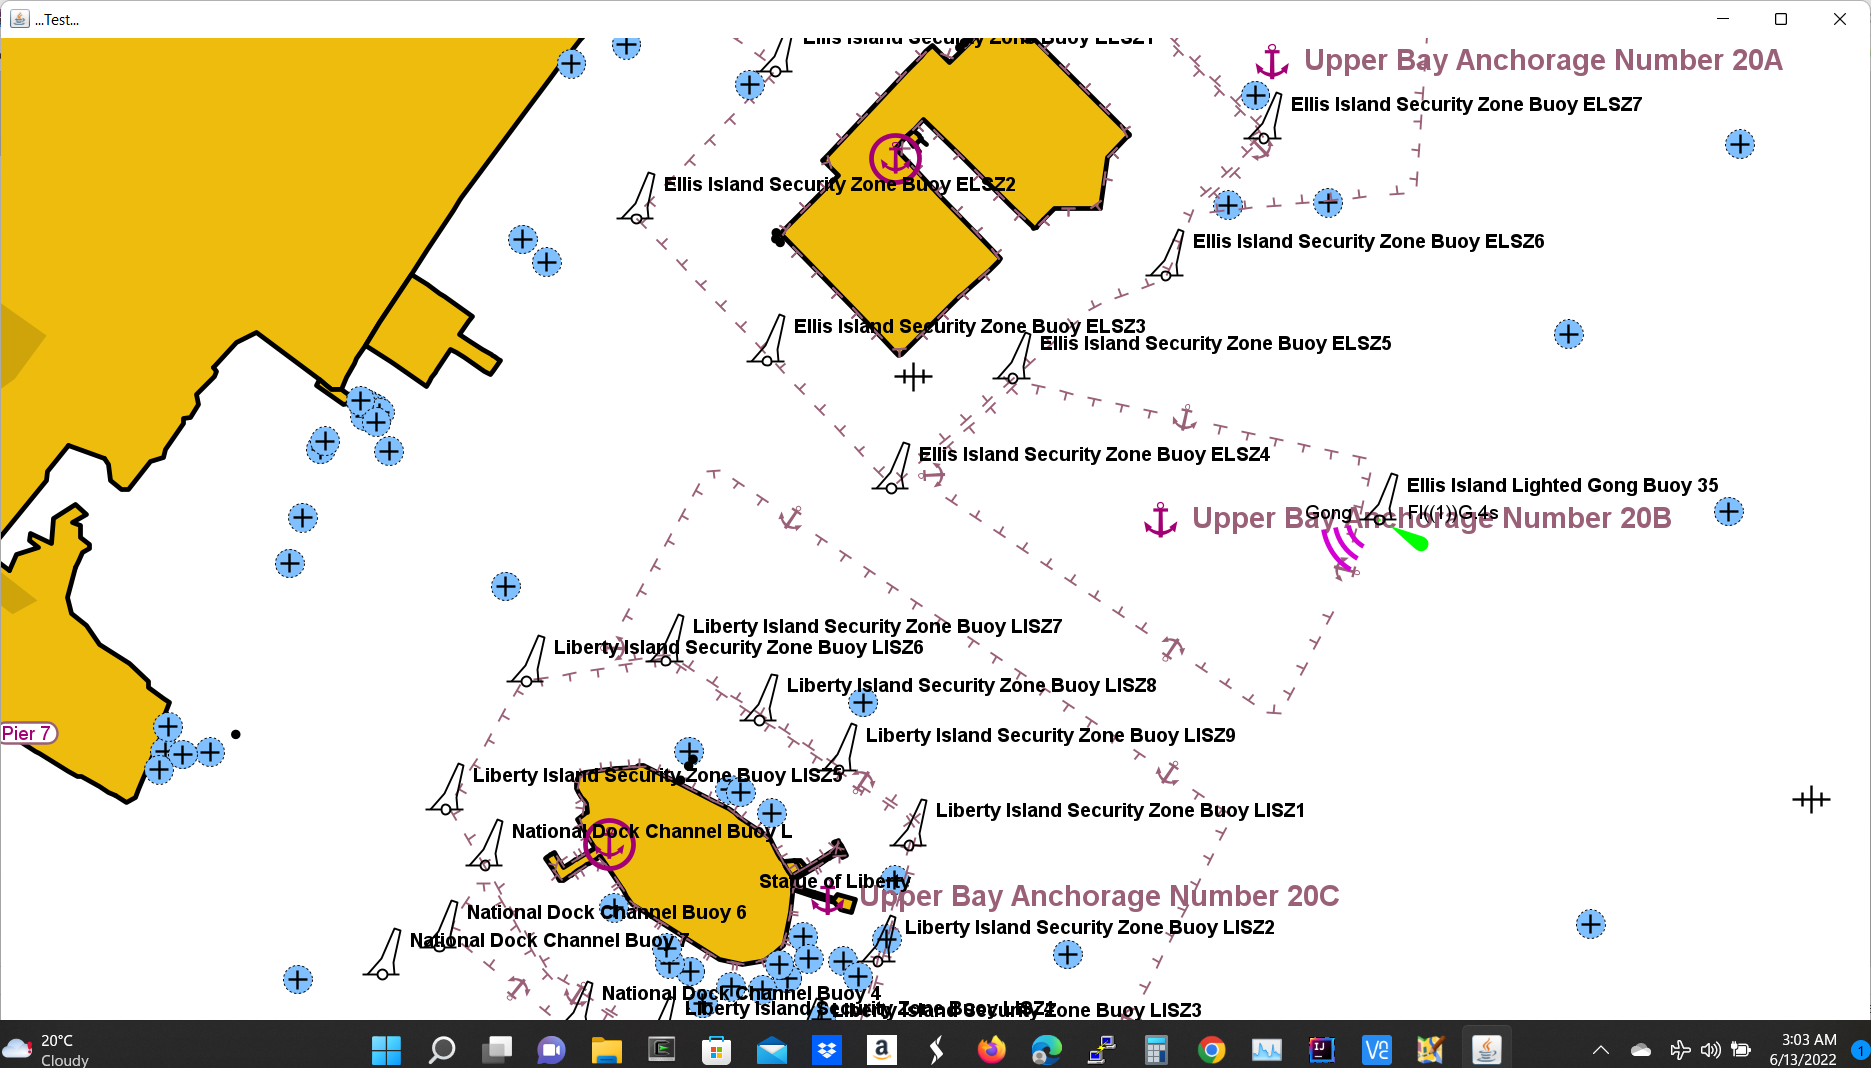 ...Test...
Ellis Island Security Zone Buoy ELSZ1
Upper Bay Anchorage Number 20A
Ellis Island Security Zone Buoy ELSZ7
Ellis Island Security Zone Buoy ELSZ2
Ellis Island Security Zone Buoy ELSZ6
Ellis Island Security Zone Buoy ELSZ3
Ellis Island Security Zone Buoy ELSZ5
Ellis Island Security Zone Buoy ELSZ4
Ellis Island Lighted Gong Buoy 35
Gong
Fl((1))G.4s
Upper Bay Anchorage Number 20B
Liberty Island Security Zone Buoy LISZ7
Liberty Island Security Zone Buoy LISZ6
Liberty Island Security Zone Buoy LISZ8
Pier 7
Liberty Island Security Zone Buoy LISZ9
Liberty Island Security Zone Buoy LISZ5
Liberty Island Security Zone Buoy LISZ1
National Dock Channel Buoy L
Statue of Liberty
Upper Bay Anchorage Number 20C
National Dock Channel Buoy 6
Liberty Island Security Zone Buoy LISZ2
National Dock Channel Buoy 7
National Dock Channel Buoy 4
Liberty Island Security Zone Buoy LISZ4
Liberty Island Security Zone Buoy LISZ3
20°C
Cloudy
3:03 AM
6/13/2022
1